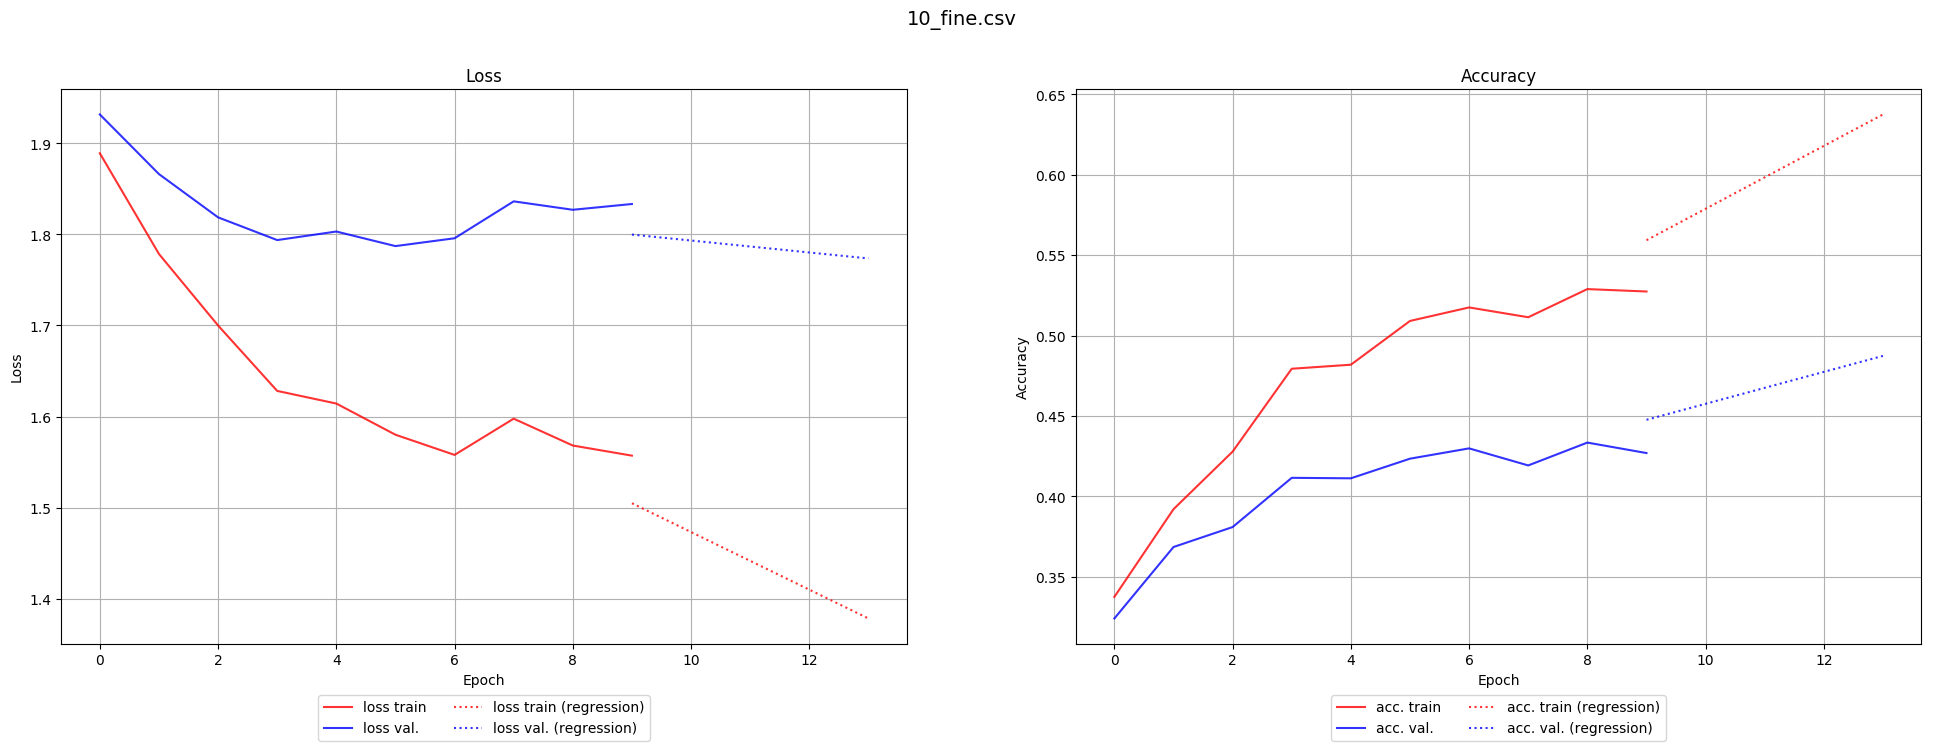 10_fine.csv
Loss
1.9
1.8
1.7
1.6
1.5
1.4
Loss
0 2 4 6 8 10 12
Epoch
loss train loss train (regression)
loss val. loss val. (regression)
Accuracy
0.65
0.60
0.55
0.50
0.45
0.40
0.35
Accuracy
0 2 4 6 8 10 12
Epoch
acc. train acc. train (regression)
acc. val. acc. val. (regression)